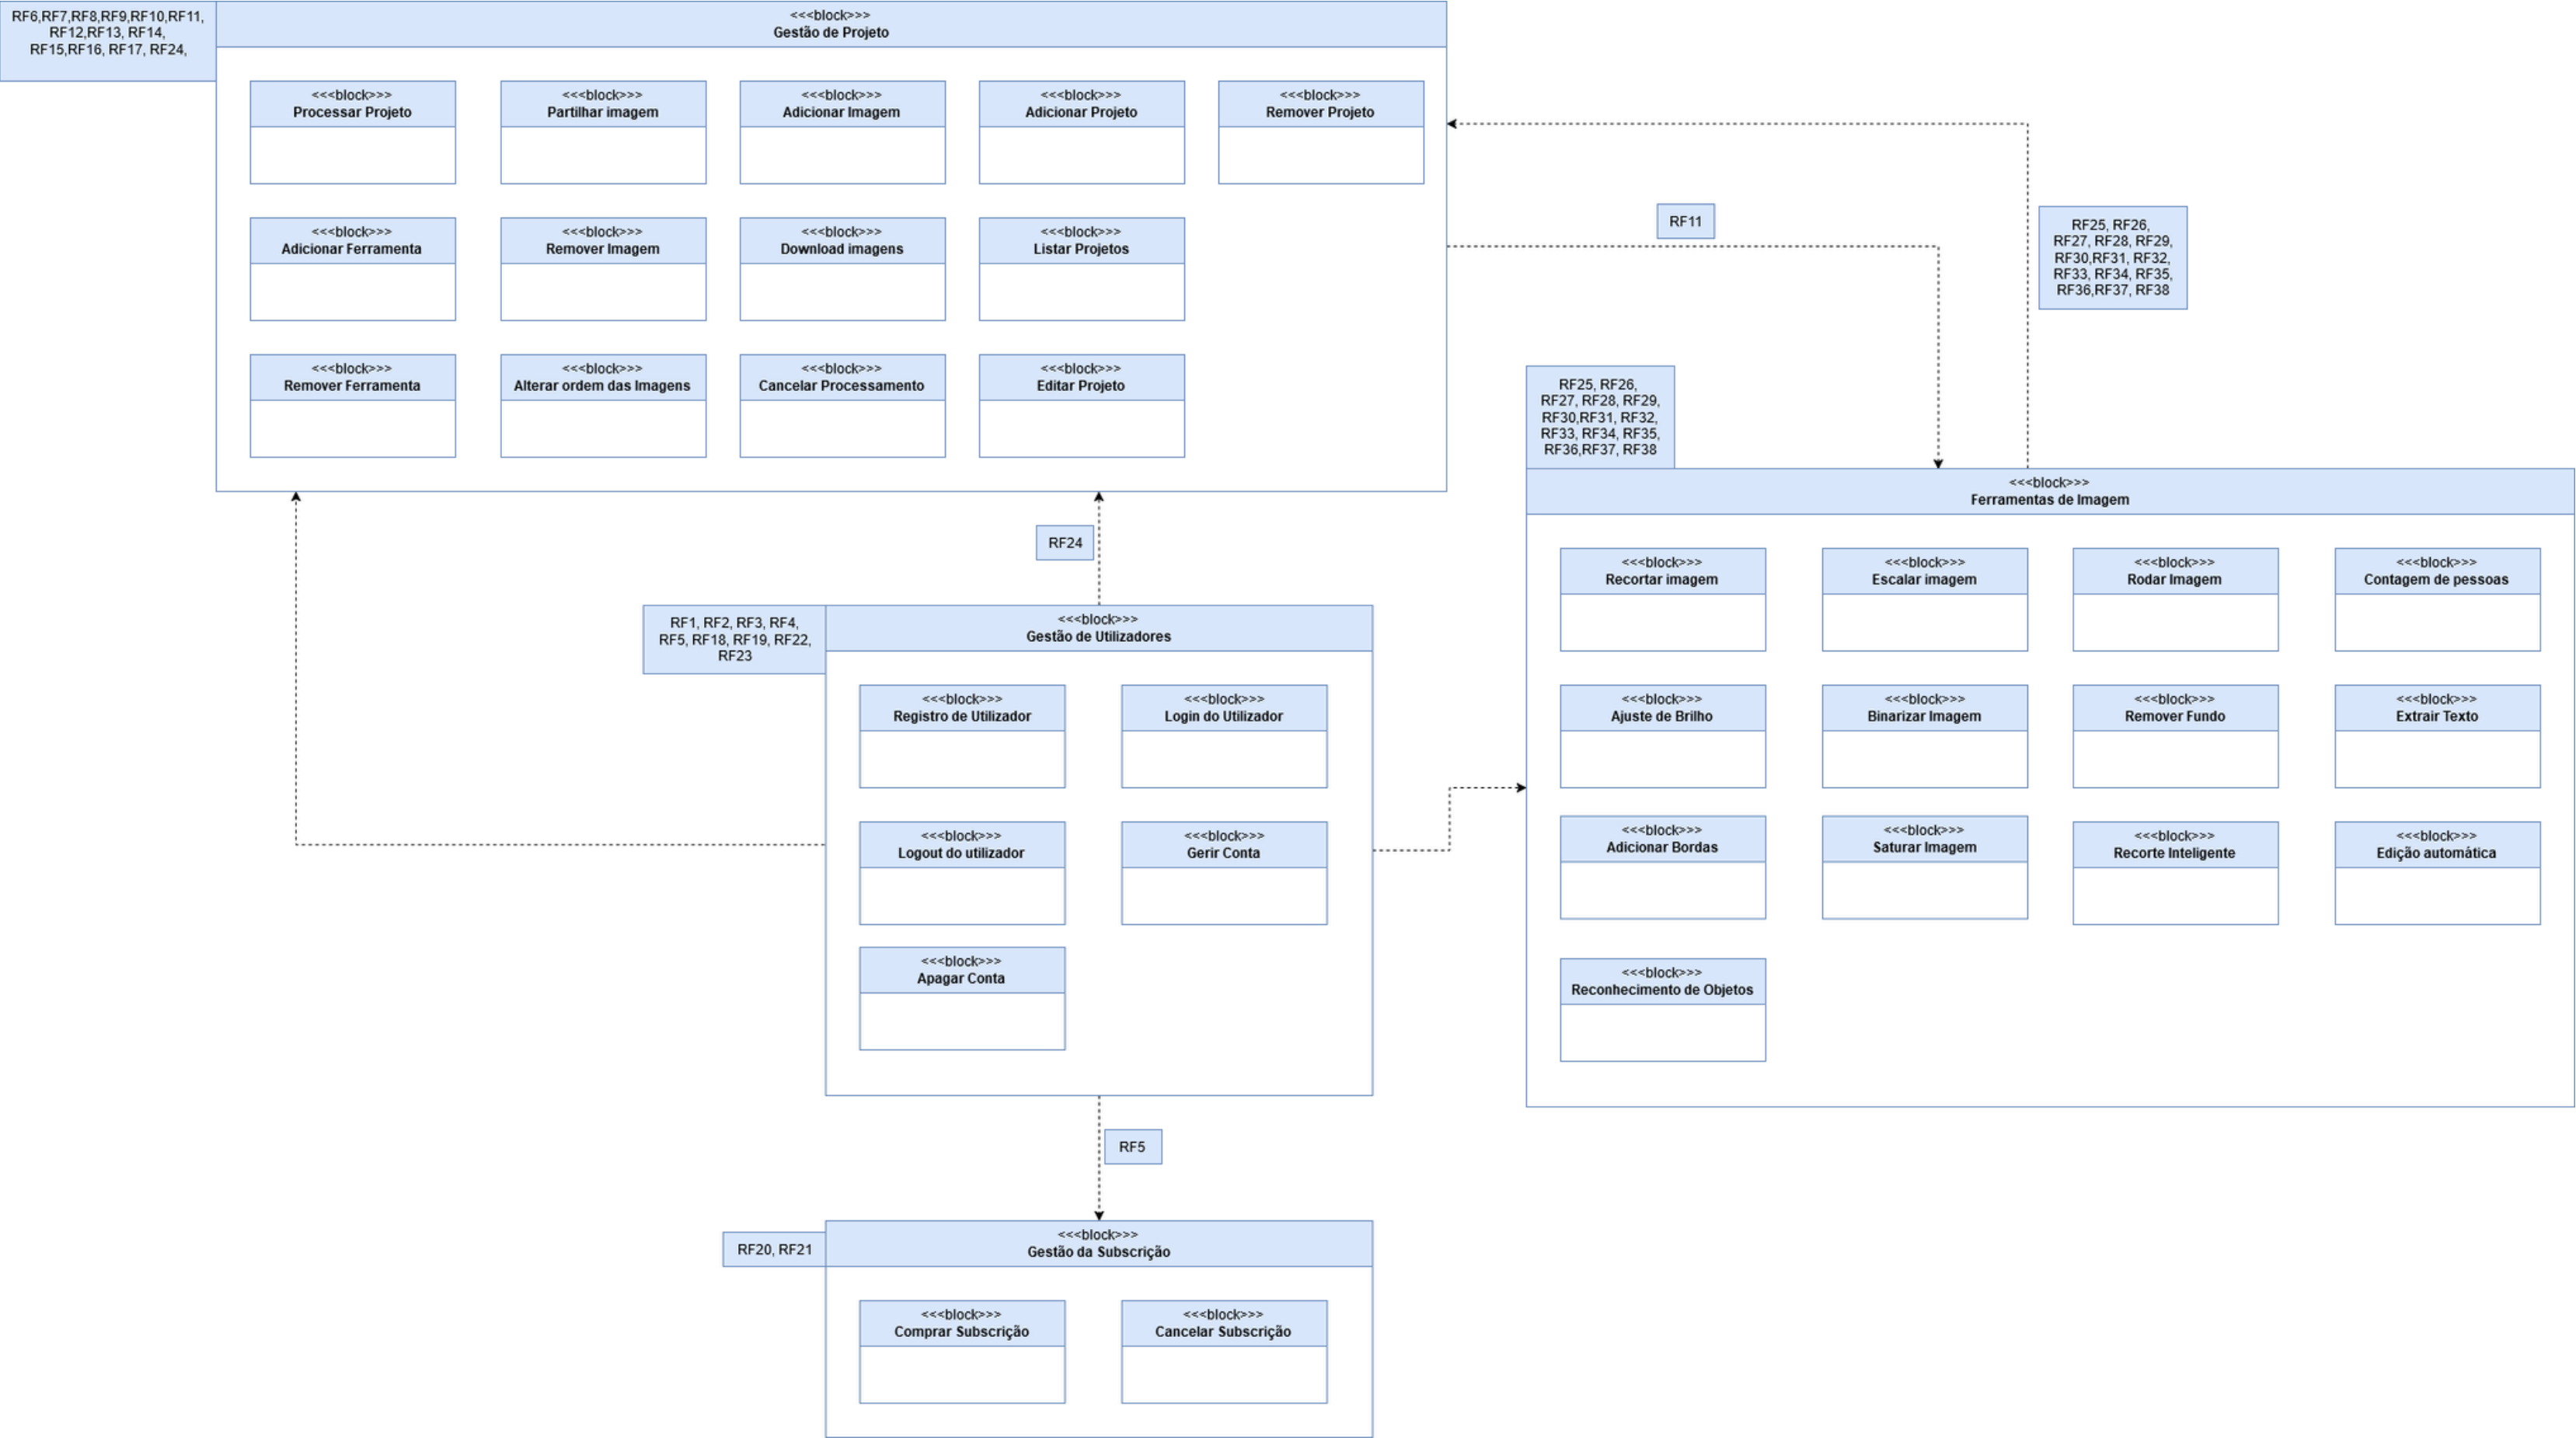 RF6,RF7,RF8,RF9,RF10,RF11,
RF12,RF13, RF14,
RF15,RF16, RF17, RF24,
<<<block>>>
Gestão de Projeto
<<<block>>>
Processar Projeto
<<<block>>>
Partilhar imagem
<<<block>>>
Adicionar Imagem
<<<block>>>
Adicionar Projeto
<<<block>>>
Remover Projeto
<<<block>>>
Adicionar Ferramenta
<<<block>>>
Remover Imagem
<<<block>>>
Download imagens
<<<block>>>
Listar Projetos
<<<block>>>
Remover Ferramenta
<<<block>>>
Alterar ordem das Imagens
<<<block>>>
Cancelar Processamento
<<<block>>>
Editar Projeto
RF11
RF25, RF26,
RF27, RF28, RF29,
RF30,RF31, RF32,
RF33, RF34, RF35,
RF36,RF37, RF38
RF25, RF26,
RF27, RF28, RF29,
RF30,RF31, RF32,
RF33, RF34, RF35,
RF36,RF37, RF38
<<<block>>>
Ferramentas de Imagem
<<<block>>>
Recortar imagem
<<<block>>>
Escalar imagem
<<<block>>>
Rodar Imagem
<<<block>>>
Contagem de pessoas
<<<block>>>
Ajuste de Brilho
<<<block>>>
Binarizar Imagem
<<<block>>>
Remover Fundo
<<<block>>>
Extrair Texto
<<<block>>>
Adicionar Bordas
<<<block>>>
Saturar Imagem
<<<block>>>
Recorte Inteligente
<<<block>>>
Edição automática
<<<block>>>
Reconhecimento de Objetos
RF24
RF1, RF2, RF3, RF4,
RF5, RF18, RF19, RF22,
RF23
<<<block>>>
Gestão de Utilizadores
<<<block>>>
Registro de Utilizador
<<<block>>>
Login do Utilizador
<<<block>>>
Logout do utilizador
<<<block>>>
Gerir Conta
<<<block>>>
Apagar Conta
RF5
RF20, RF21
<<<block>>>
Gestão da Subscrição
<<<block>>>
Comprar Subscrição
<<<block>>>
Cancelar Subscrição